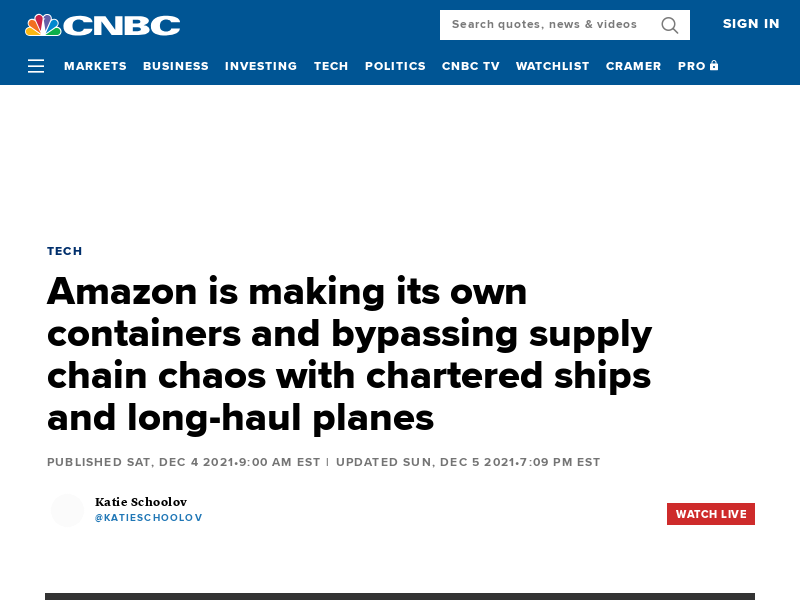 CNBC
Search quotes, news & videos
SIGN IN
MARKETS BUSINESS INVESTING TECH POLITICS CNBC TV WATCHLIST CRAMER PRO
TECH
Amazon is making its own
containers and bypassing supply
chain chaos with chartered ships
and long-haul planes
PUBLISHED SAT, DEC 4 2021•9:00 AM EST | UPDATED SUN, DEC 5 2021•7:09 PM EST
Katie Schoolov
@KATIESCHOOLOV
WATCH LIVE